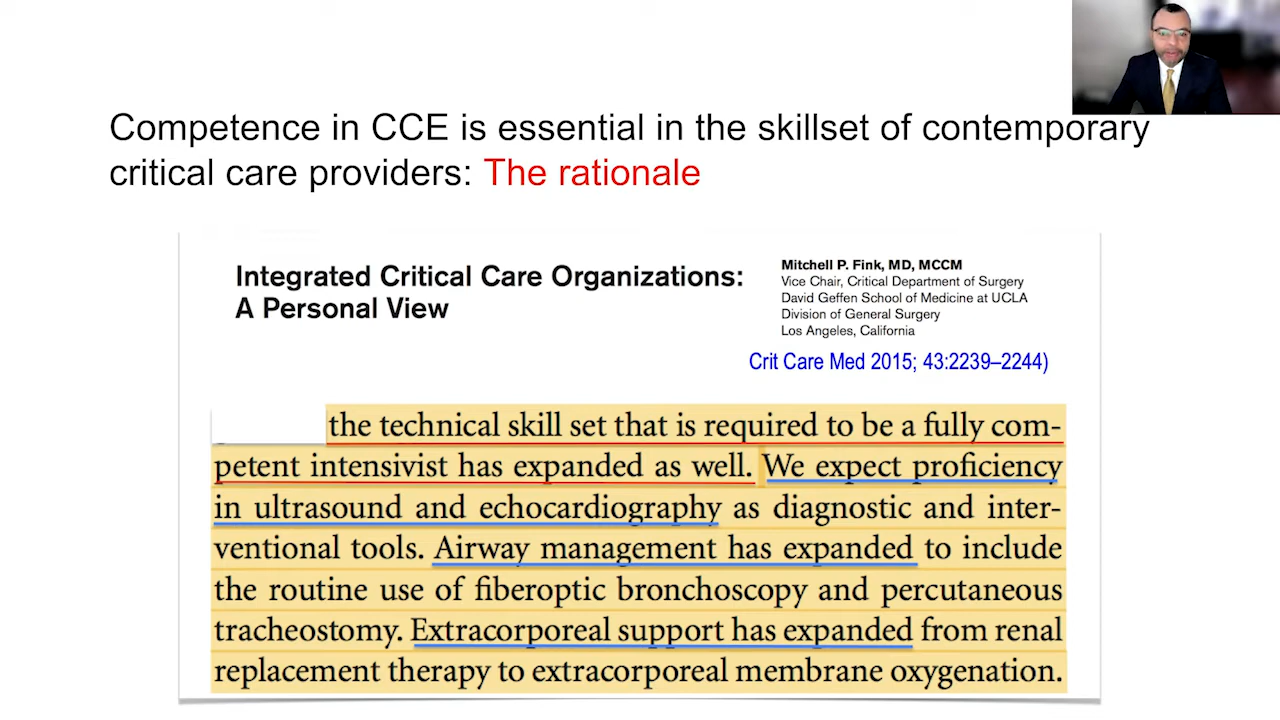 Competence in CCE is essential in the skillset of contemporary
critical care providers: The rationale
Integrated Critical Care Organizations:
A Personal View
Mitchell P. Fink, MD, MCCM
Vice Chair, Critical Department of Surgery
David Geffen School of Medicine at UCLA
Division of General Surgery
Los Angeles, California
Crit Care Med 2015; 43:2239–2244)
the technical skill set that is required to be a fully com-
petent intensivist has expanded as well. We expect proficiency
in ultrasound and echocardiography as diagnostic and inter-
ventional tools. Airway management has expanded to include
the routine use of fiberoptic bronchoscopy and percutaneous
tracheostomy. Extracorporeal support has expanded from renal
replacement therapy to extracorporeal membrane oxygenation.